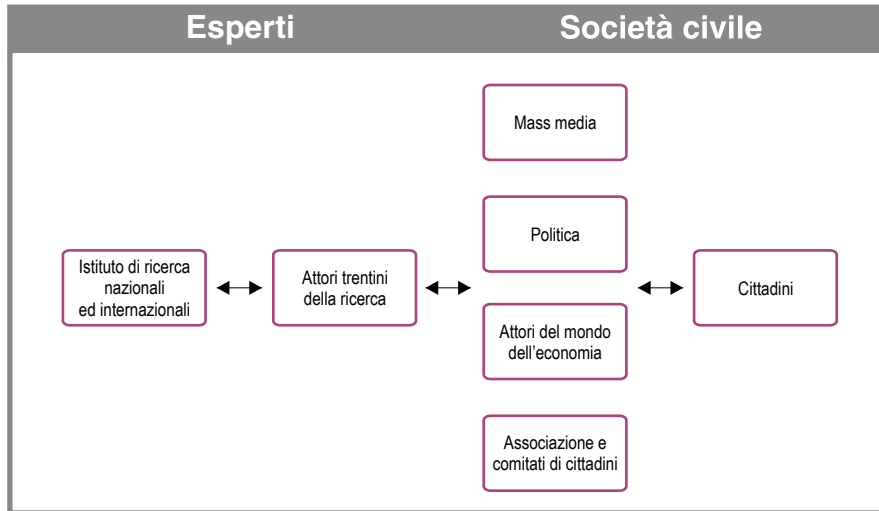 Esperti
Società civile
Mass media
Politica
Istituto di ricerca
nazionali
ed internazionali
Attori trentini
della ricerca
Cittadini
Attori del mondo
dell'economia
Associazione e
comitati di cittadini